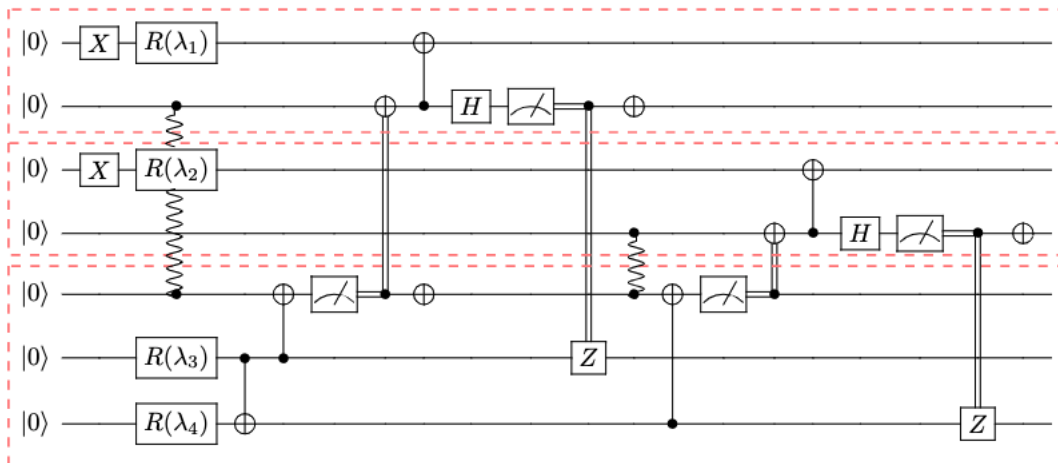 |0⟩ X R(λ₁)
|0⟩ H
|0⟩ X R(λ₂)
|0⟩ H
|0⟩
|0⟩ R(λ₃) Z
|0⟩ R(λ₄) Z